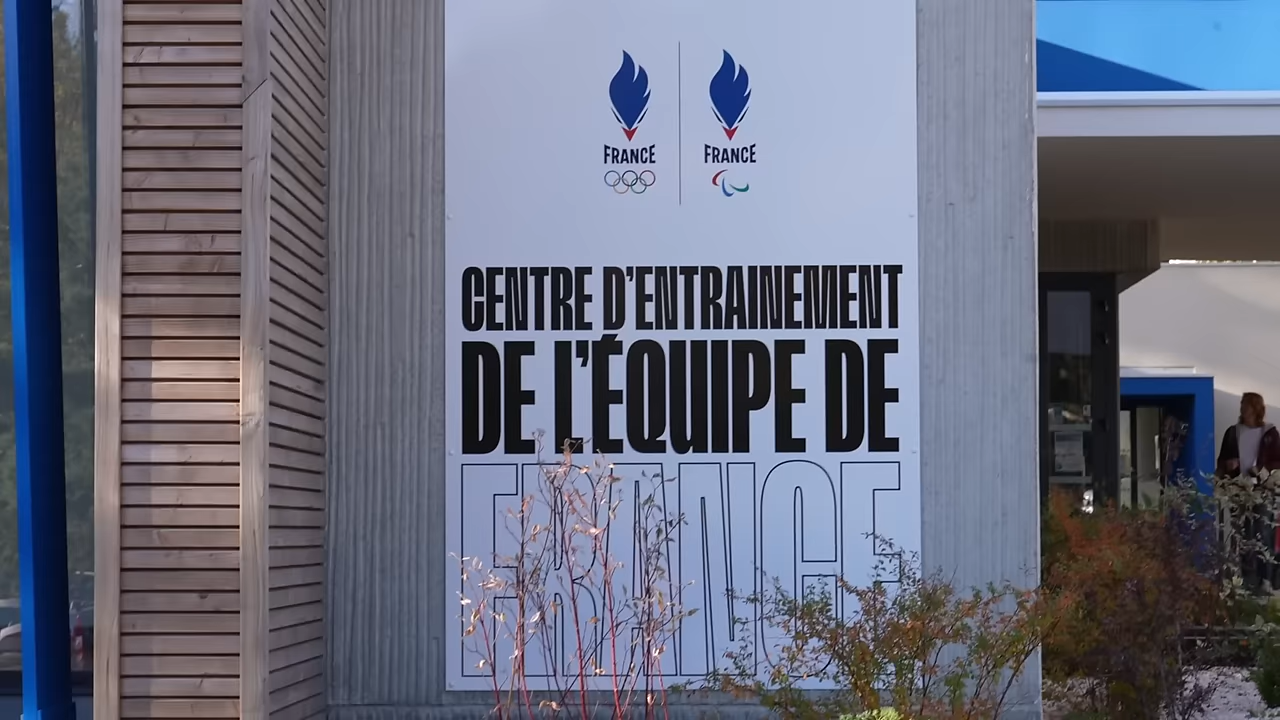 FRANCE
FRANCE
CENTRE D'ENTRAINEMENT
DE L'ÉQUIPE DE
FRANCE